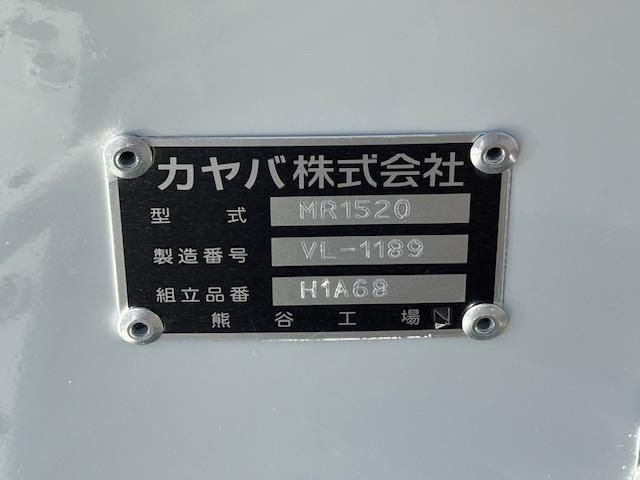 カヤバ株式会社
型式 MR1520
製造番号 VL-1189
組立品番 H1A68
熊谷工場